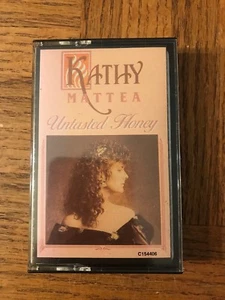 KATHY
MATTEA
Untasted Honey
C154406